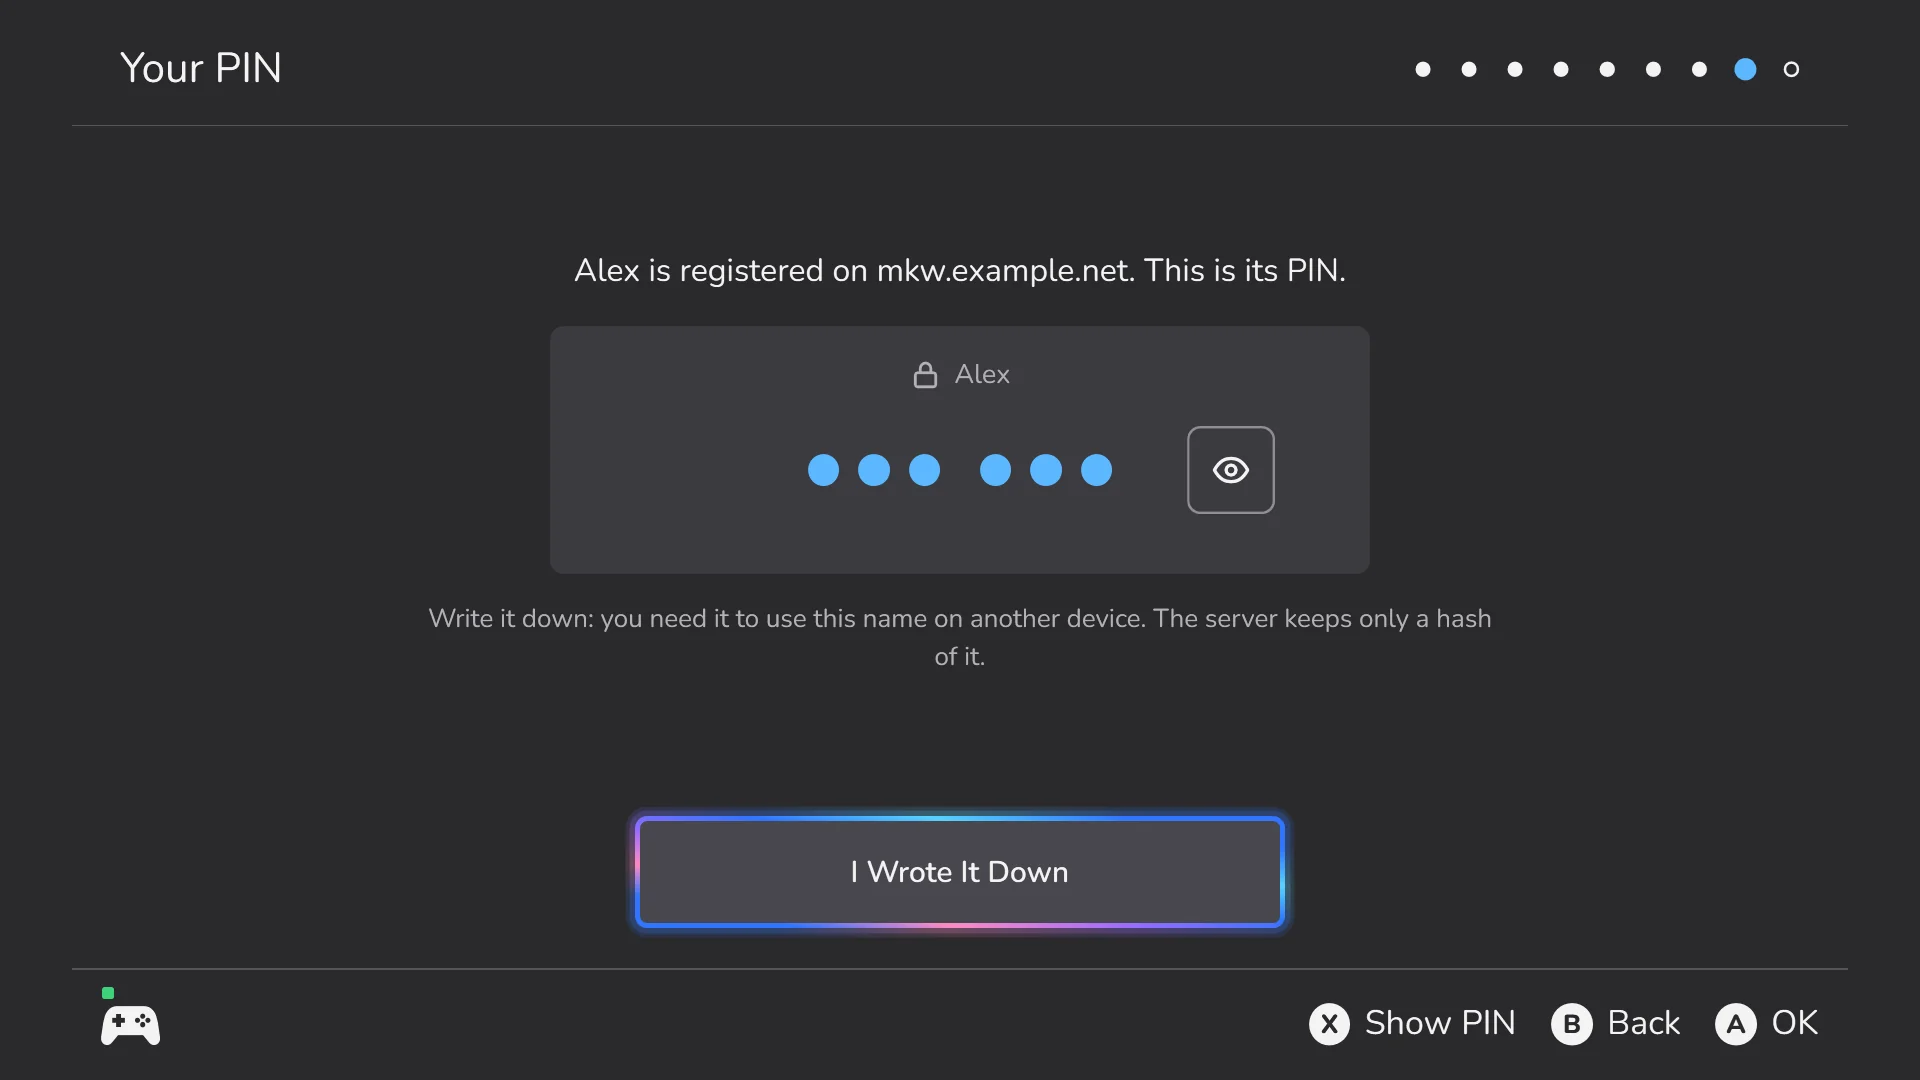 Your PIN
Alex is registered on mkw.example.net. This is its PIN.
Alex
Write it down: you need it to use this name on another device. The server keeps only a hash
of it.
I Wrote It Down
X Show PIN B Back A OK